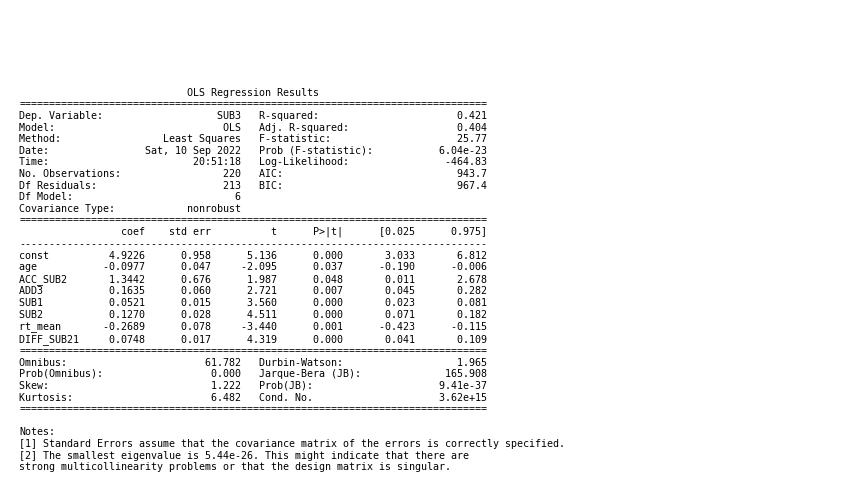 OLS Regression Results
==============================================================================
Dep. Variable:                   SUB3   R-squared:                       0.421
Model:                            OLS   Adj. R-squared:                  0.404
Method:                 Least Squares   F-statistic:                     25.77
Date:                Sat, 10 Sep 2022   Prob (F-statistic):           6.04e-23
Time:                        20:51:18   Log-Likelihood:                -464.83
No. Observations:                 220   AIC:                             943.7
Df Residuals:                     213   BIC:                             967.4
Df Model:                           6
Covariance Type:            nonrobust
==============================================================================
                 coef    std err          t      P>|t|      [0.025      0.975]
------------------------------------------------------------------------------
const          4.9226      0.958      5.136      0.000       3.033       6.812
age           -0.0977      0.047     -2.095      0.037      -0.190      -0.006
ACC_SUB2       1.3442      0.676      1.987      0.048       0.011       2.678
ADD3           0.1635      0.060      2.721      0.007       0.045       0.282
SUB1           0.0521      0.015      3.560      0.000       0.023       0.081
SUB2           0.1270      0.028      4.511      0.000       0.071       0.182
rt_mean       -0.2689      0.078     -3.440      0.001      -0.423      -0.115
DIFF_SUB21     0.0748      0.017      4.319      0.000       0.041       0.109
==============================================================================
Omnibus:                       61.782   Durbin-Watson:                   1.965
Prob(Omnibus):                  0.000   Jarque-Bera (JB):              165.908
Skew:                           1.222   Prob(JB):                     9.41e-37
Kurtosis:                       6.482   Cond. No.                     3.62e+15
==============================================================================
Notes:
[1] Standard Errors assume that the covariance matrix of the errors is correctly specified.
[2] The smallest eigenvalue is 5.44e-26. This might indicate that there are
strong multicollinearity problems or that the design matrix is singular.